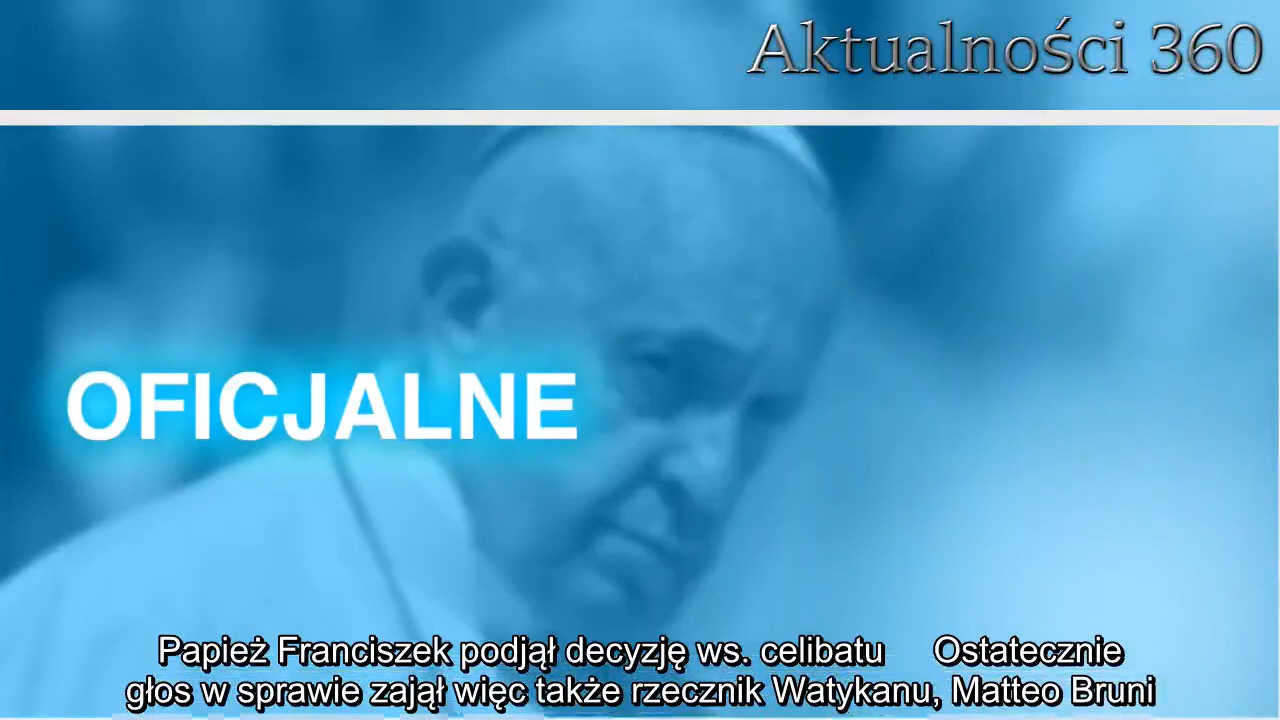 Aktualności 360
OFICJALNE
Papież Franciszek podjął decyzję ws. celibatu Ostatecznie
głos w sprawie zajął więc także rzecznik Watykanu, Matteo Bruni